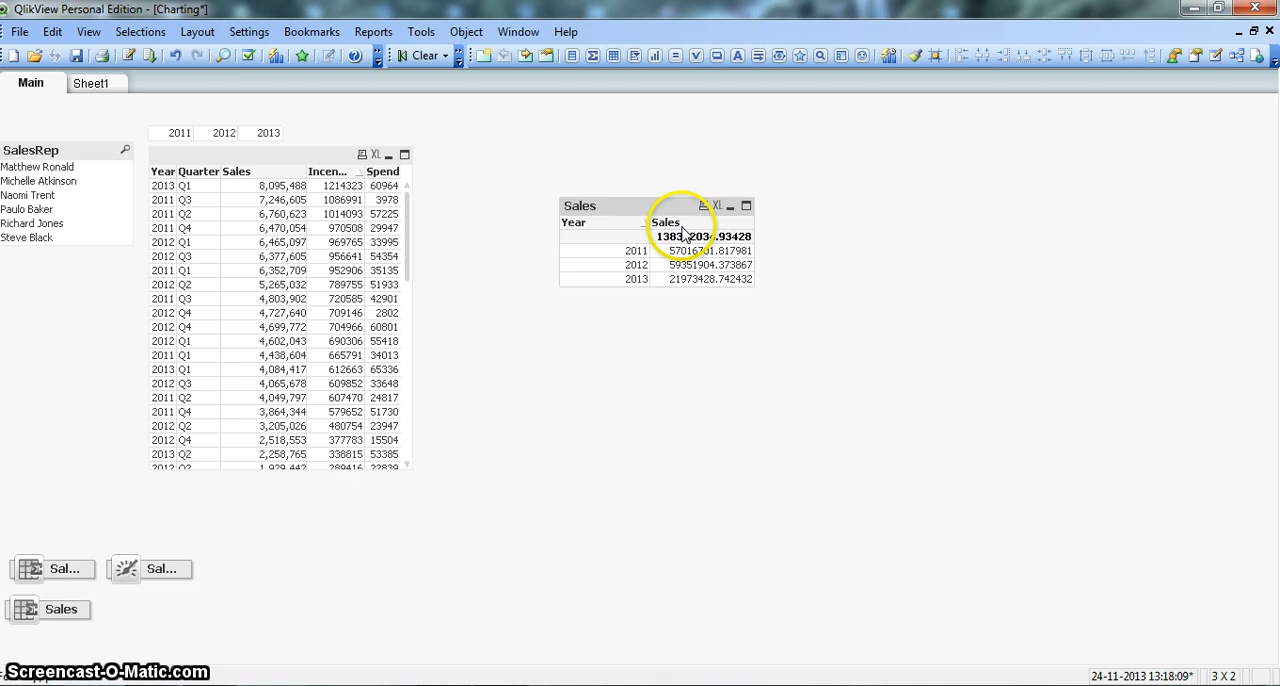 QlikView Personal Edition - [Charting*]
File Edit View Selections Layout Settings Bookmarks Reports Tools Object Window Help
Clear
Main Sheet1
2011 2012 2013
SalesRep
Matthew Ronald
Michelle Atkinson
Naomi Trent
Paulo Baker
Richard Jones
Steve Black
XL
Year Quarter Sales Incen... Spend
2013 Q1 8,095,488 1214323 60964
2011 Q3 7,246,605 1086991 3978
2011 Q2 6,760,623 1014093 57225
2011 Q4 6,470,054 970508 29947
2012 Q1 6,465,097 969765 33995
2012 Q3 6,377,605 956641 54354
2011 Q1 6,352,709 952906 35135
2012 Q2 5,265,032 789755 51933
2011 Q3 4,803,902 720585 42901
2012 Q4 4,727,640 709146 2802
2012 Q4 4,699,772 704966 60801
2012 Q1 4,602,043 690306 55418
2011 Q1 4,438,604 665791 34013
2013 Q1 4,084,417 612663 65336
2012 Q3 4,065,678 609852 33648
2011 Q2 4,049,797 607470 24817
2011 Q4 3,864,344 579652 51730
2012 Q2 3,205,026 480754 23947
2012 Q4 2,518,553 377783 15504
2013 Q2 2,258,765 338815 53385
2012 Q2 1,929,442 289416 22839
Sales XL
Year Sales
2011
2012 59351904.373867
2013 21973428.742432
Sal... Sal...
Sales
Screencast-O-Matic.com
24-11-2013 13:18:09* 3 X 2